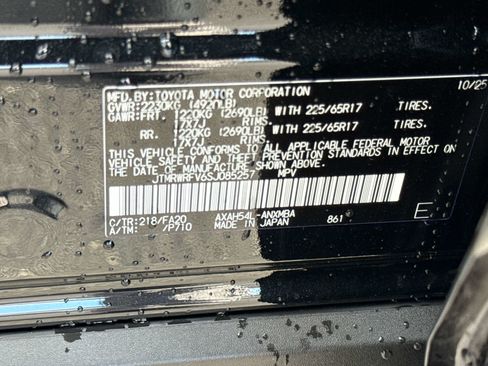 MFD. BY: TOYOTA MOTOR CORPORATION 10/25
GVWR: 2230KG (4920LB)
GAWR: FRT. 1220KG (2690LB) WITH 225/65R17 TIRES.
17X7J RIMS.
RR. 1220KG (2690LB) WITH 225/65R17 TIRES.
17X7J RIMS.
THIS VEHICLE CONFORMS TO ALL APPLICABLE FEDERAL MOTOR
VEHICLE SAFETY AND THEFT PREVENTION STANDARDS IN EFFECT ON
THE DATE OF MANUFACTURE SHOWN ABOVE.
JTMRWRFV6SJD85257 MPV
C/TR: 218/FA20 AXAH54L-ANXMBA
A/TM: /P710 MADE IN JAPAN 861 E